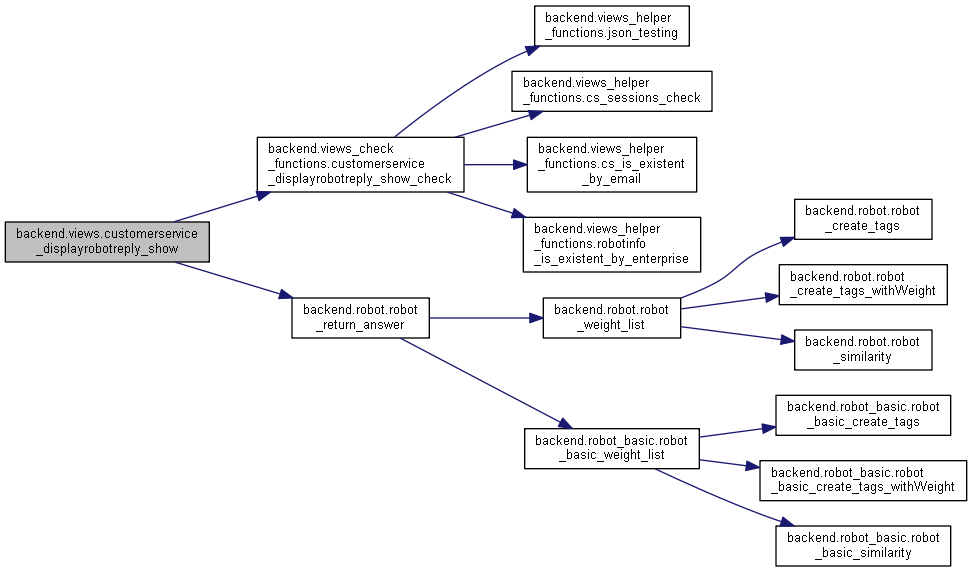 backend.views_helper
_functions.json_testing
backend.views_helper
_functions.cs_sessions_check
backend.views_check
_functions.customerservice
_displayrobotreply_show_check
backend.views_helper
_functions.cs_is_existent
_by_email
backend.views.customerservice
_displayrobotreply_show
backend.views_helper
_functions.robotinfo
_is_existent_by_enterprise
backend.robot.robot
_create_tags
backend.robot.robot
_create_tags_withWeight
backend.robot.robot
_return_answer
backend.robot.robot
_weight_list
backend.robot.robot
_similarity
backend.robot_basic.robot
_basic_create_tags
backend.robot_basic.robot
_basic_weight_list
backend.robot_basic.robot
_basic_create_tags_withWeight
backend.robot_basic.robot
_basic_similarity